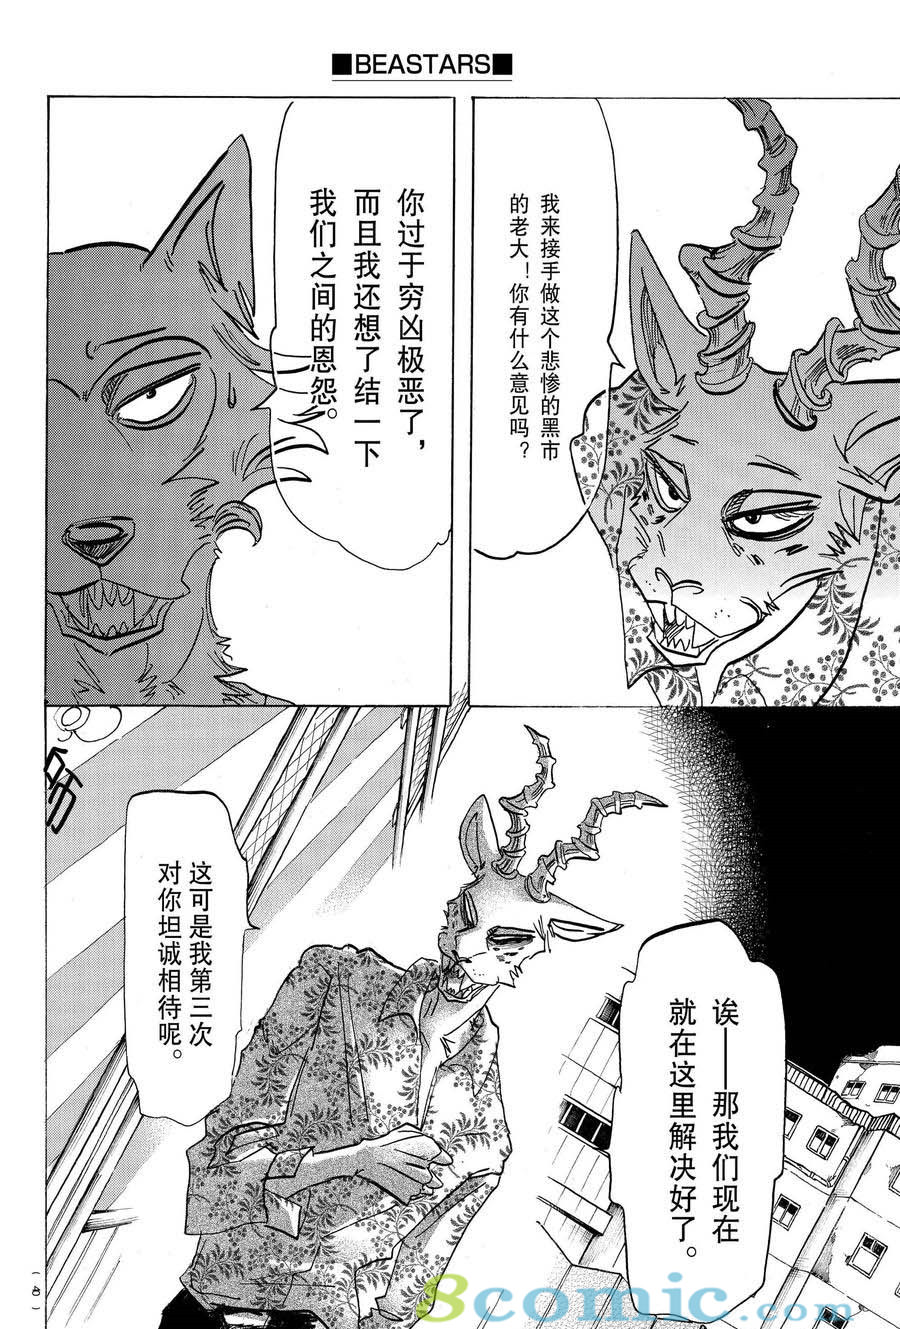 ■BEASTARS■
我来接手做这个悲惨的黑市
的老大！你有什么意见吗？
你过于穷凶极恶了，
而且我还想了结一下
我们之间的恩怨。
诶——那我们现在
就在这里解决好了。
这可是我第三次
对你坦诚相待呢。
8
8comic.com